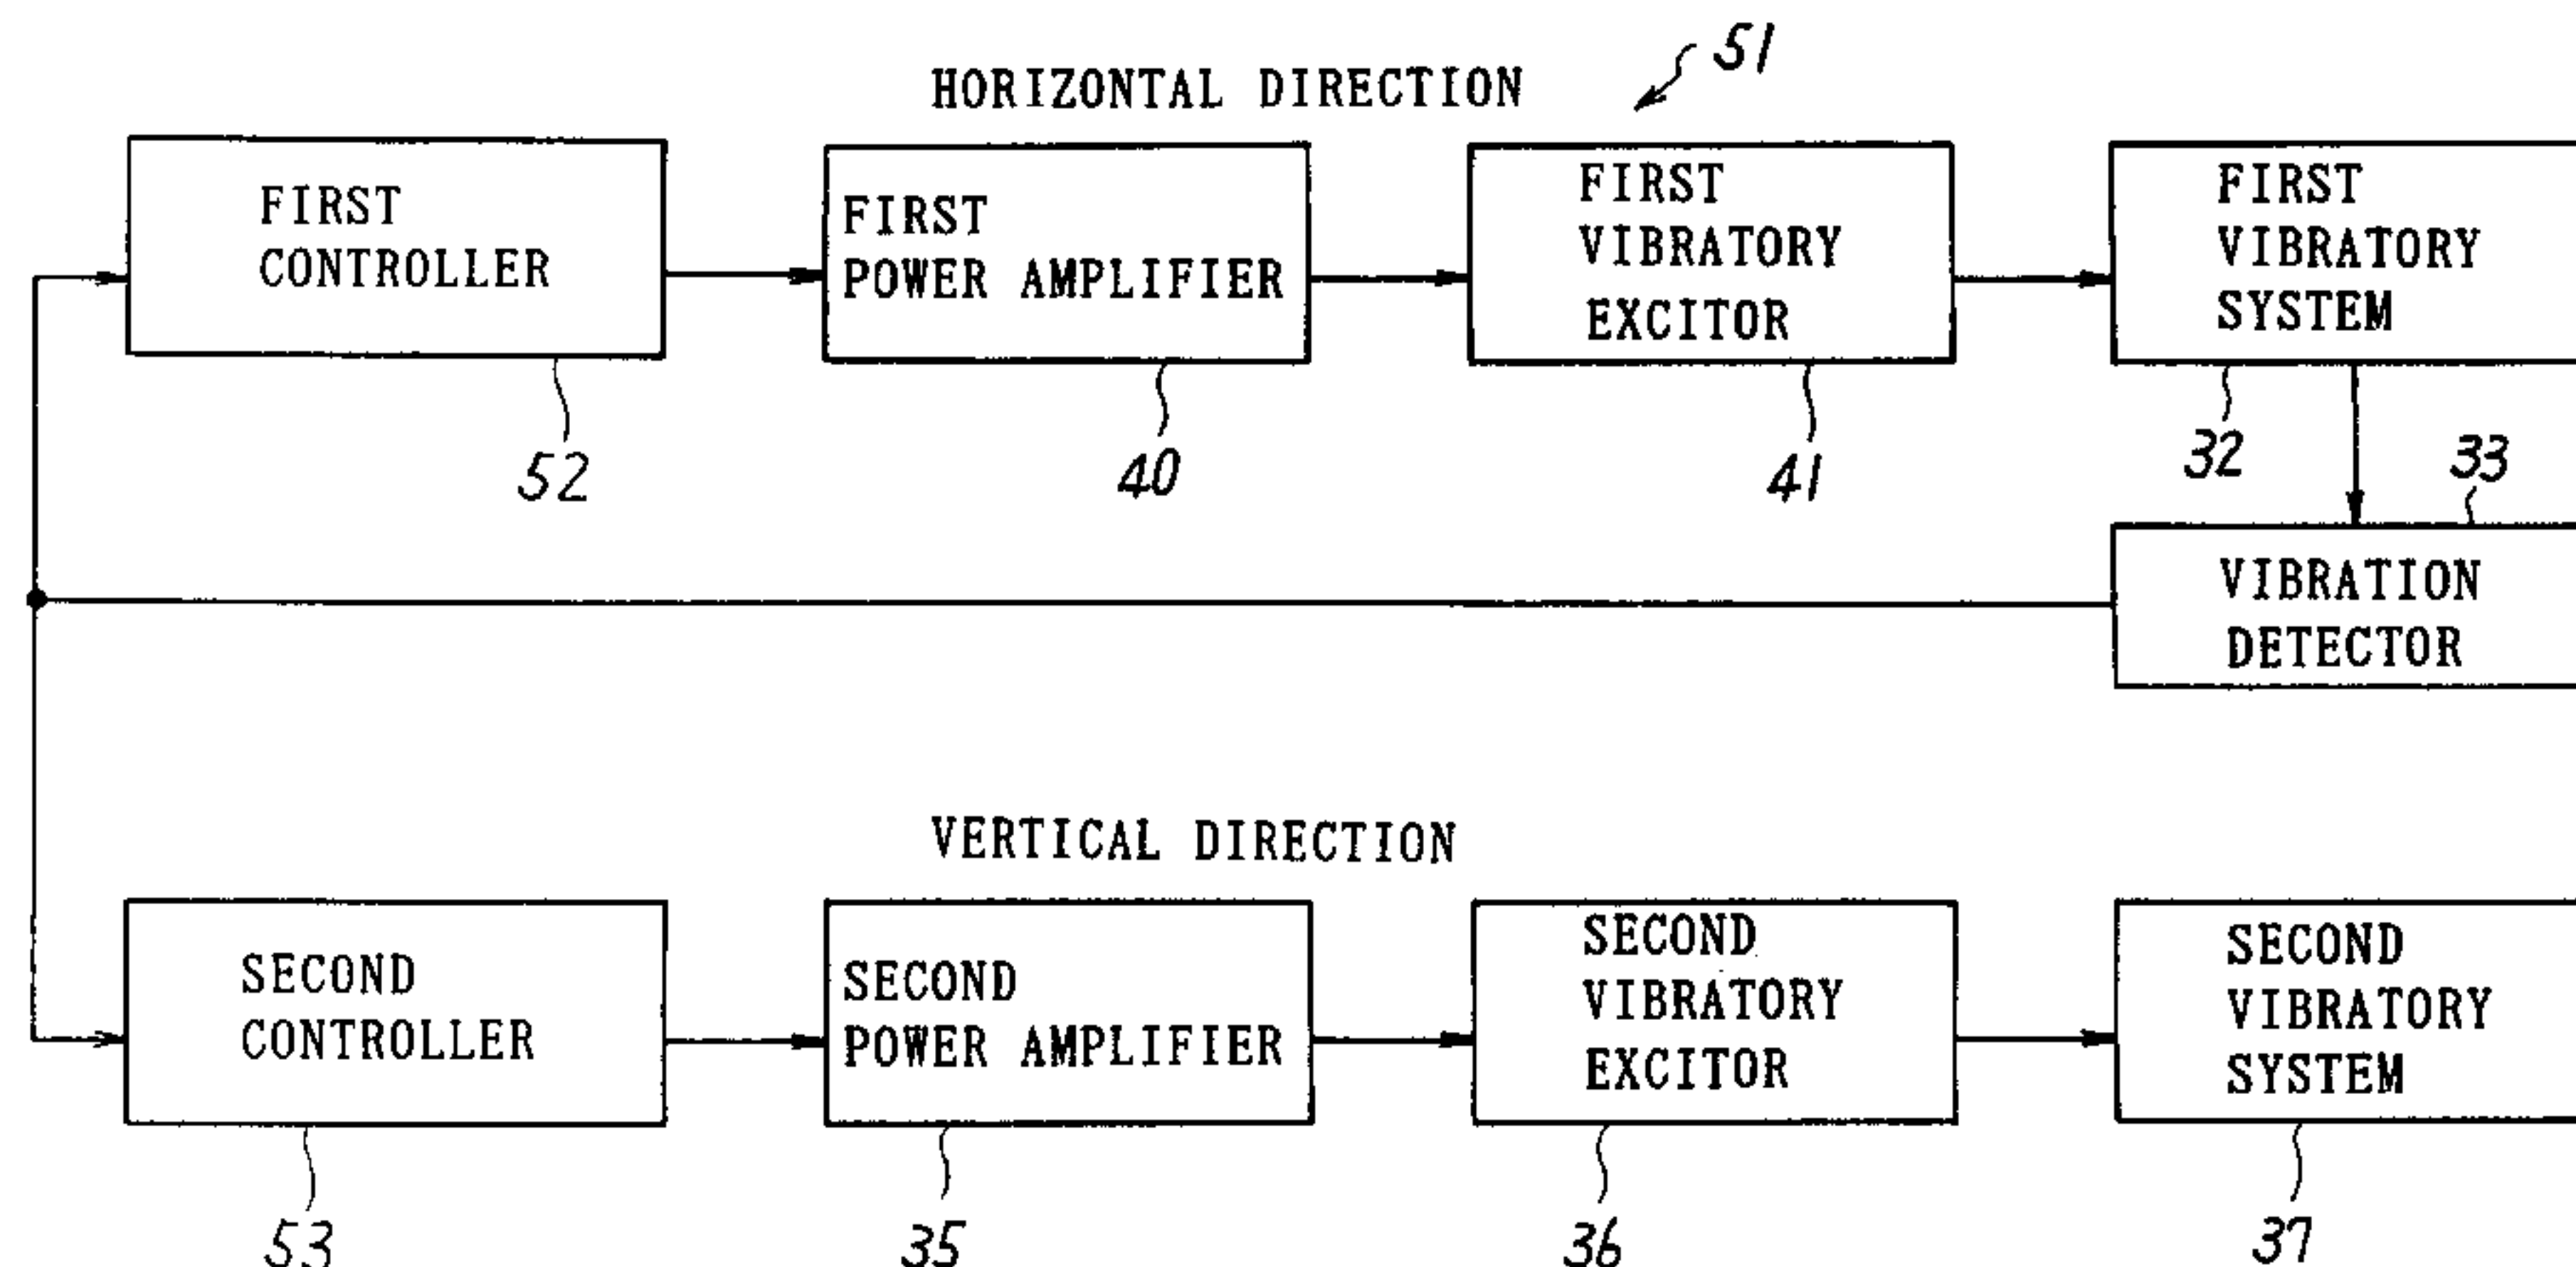 51
HORIZONTAL DIRECTION
FIRST
CONTROLLER
FIRST
POWER AMPLIFIER
FIRST
VIBRATORY
EXCITOR
FIRST
VIBRATORY
SYSTEM
52
40
41
32
33
VIBRATION
DETECTOR
VERTICAL DIRECTION
SECOND
CONTROLLER
SECOND
POWER AMPLIFIER
SECOND
VIBRATORY
EXCITOR
SECOND
VIBRATORY
SYSTEM
53
35
36
37